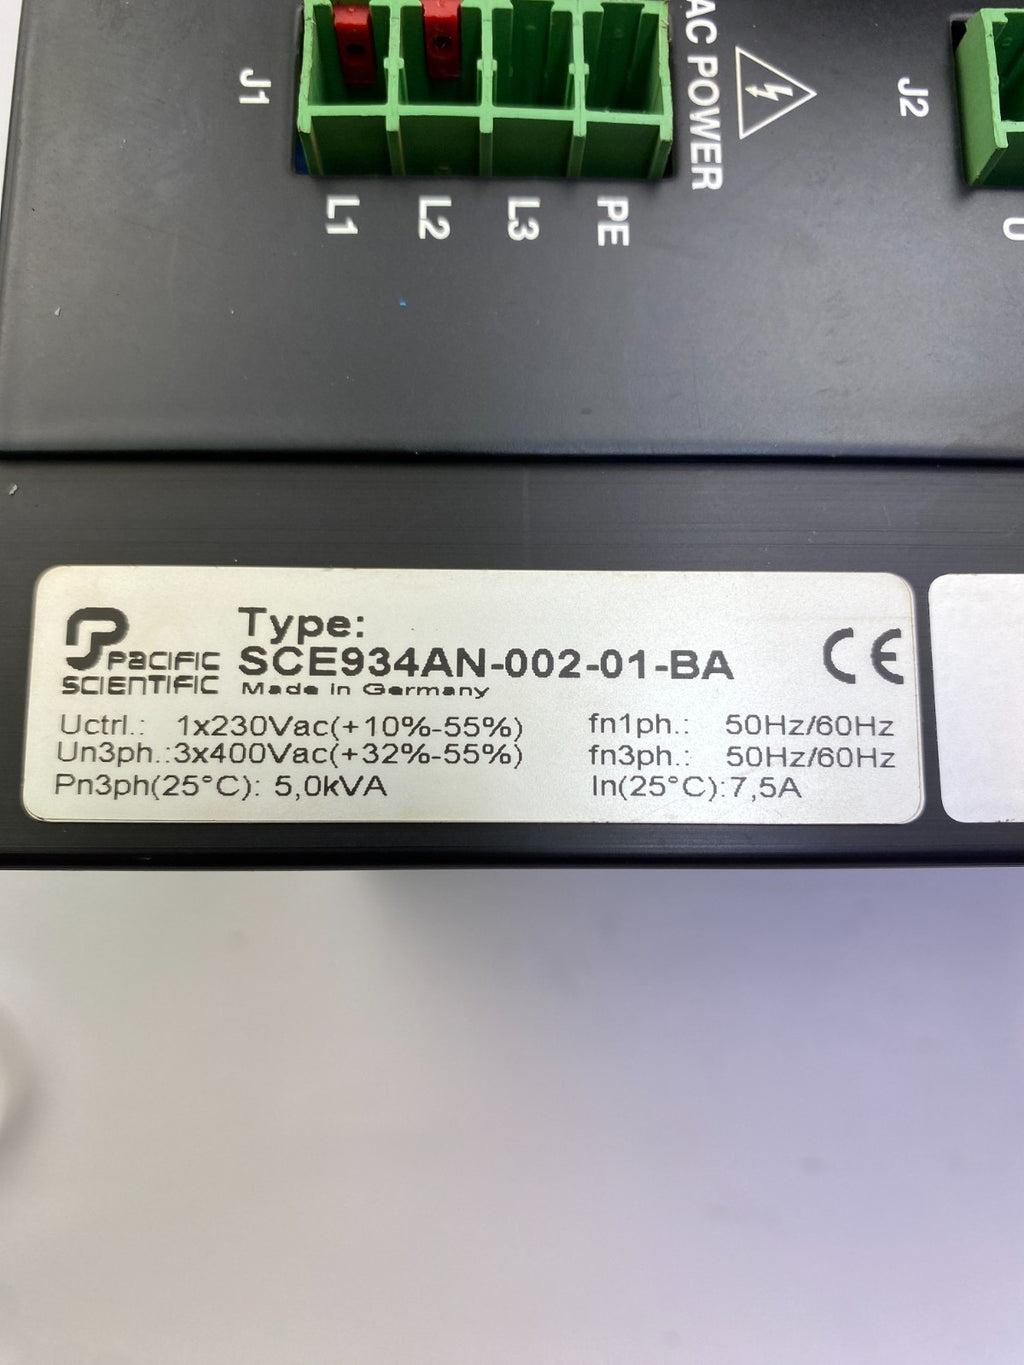 J1
L1 L2 L3 PE
AC POWER
J2
U
PACIFIC
SCIENTIFIC
Type:
SCE934AN-002-01-BA
Made in Germany
CE
Uctrl.: 1x230Vac(+10%-55%) fn1ph.: 50Hz/60Hz
Un3ph.:3x400Vac(+32%-55%) fn3ph.: 50Hz/60Hz
Pn3ph(25°C): 5,0kVA In(25°C):7,5A